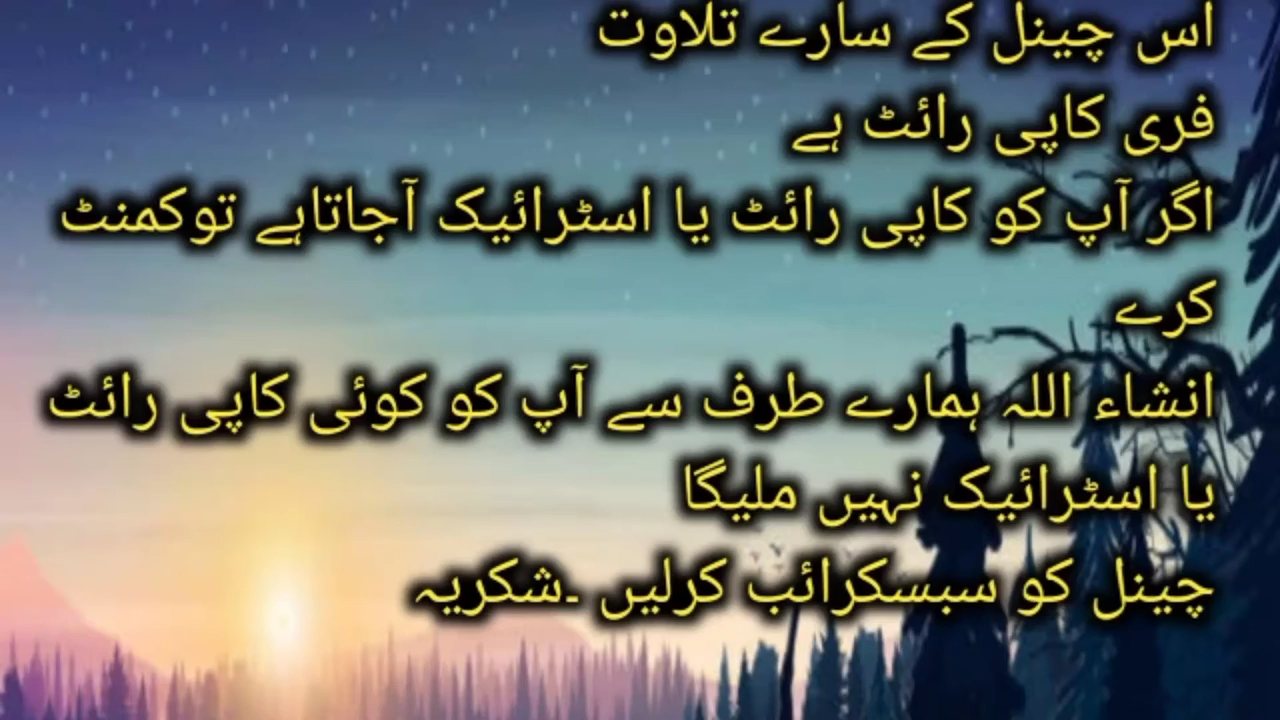 اس چینل کے سارے تلاوت
فری کاپی رائٹ ہے
اگر آپ کو کاپی رائٹ یا اسٹرائیک آجاتاہے توکمنٹ
کرے
انشاء اللہ ہمارے طرف سے آپ کو کوئی کاپی رائٹ
یا اسٹرائیک نہیں ملیگا
چینل کو سبسکرائب کرلیں ۔شکریہ